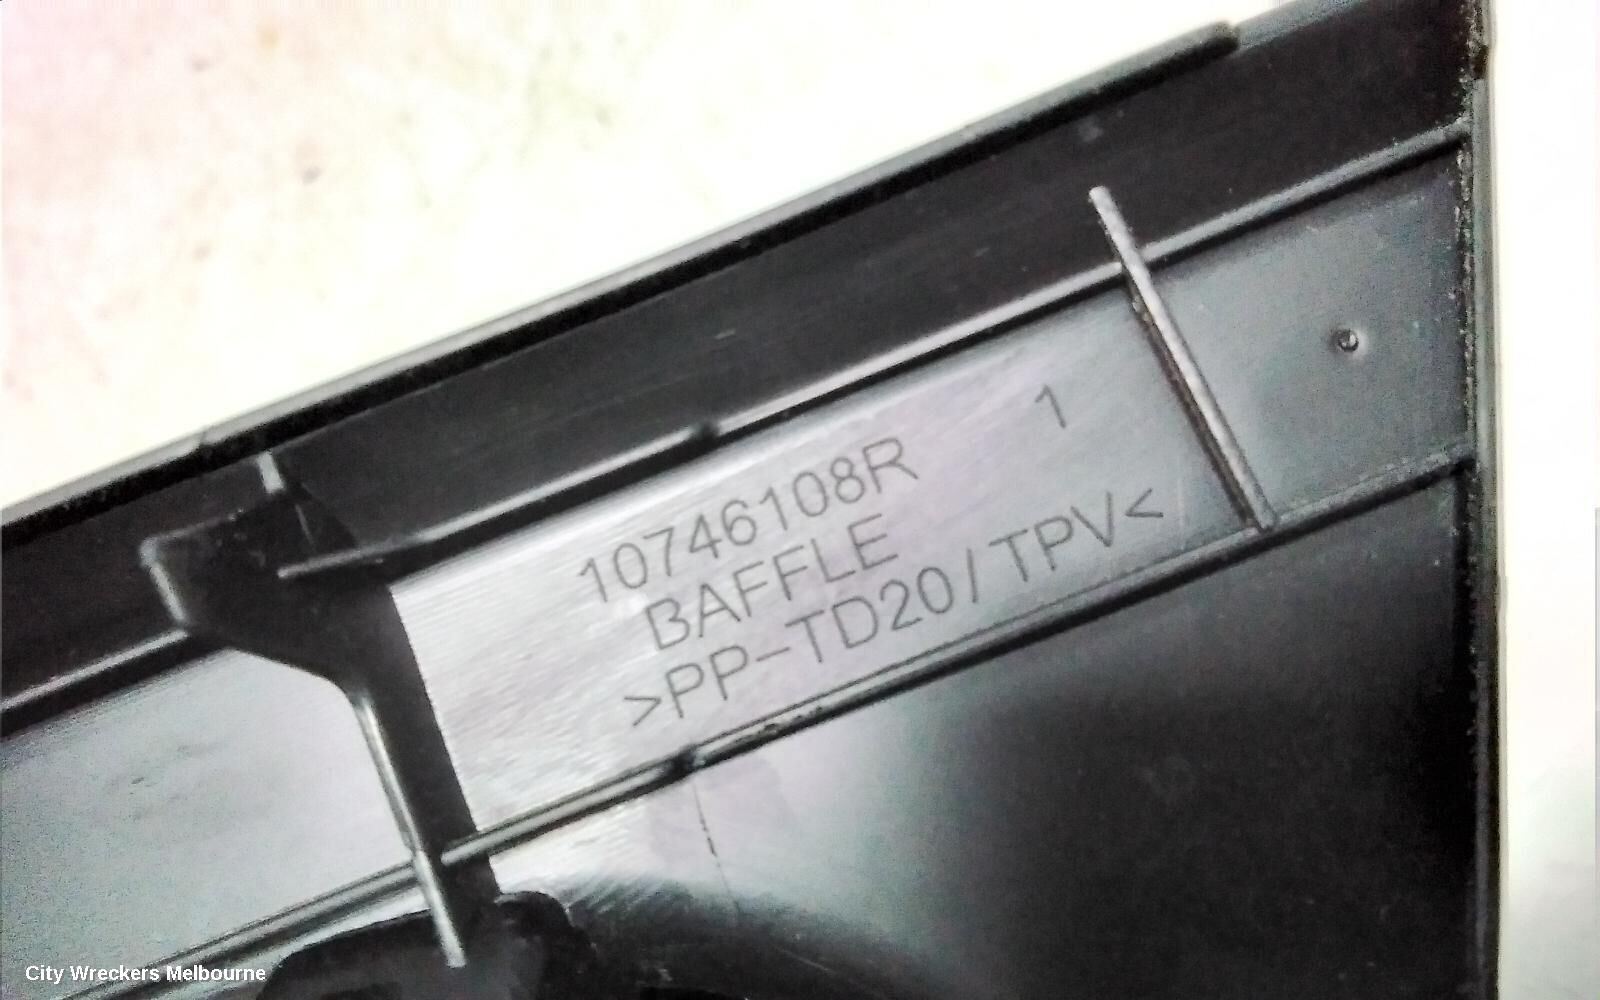 10746108R 1
BAFFLE
>PP-TD20/TPV<
City Wreckers Melbourne